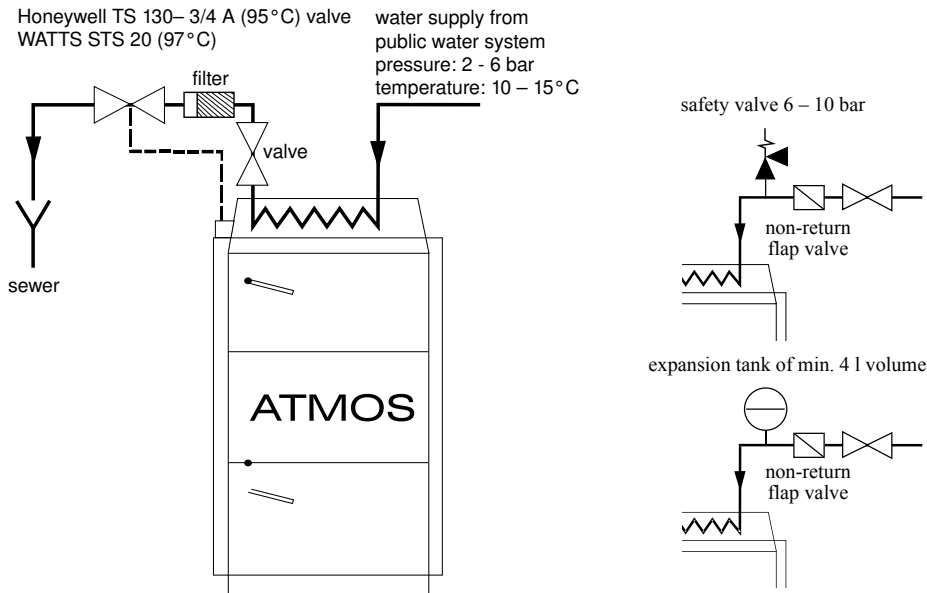 Honeywell TS 130– 3/4 A (95°C) valve
WATTS STS 20 (97°C)
water supply from
public water system
pressure: 2 - 6 bar
temperature: 10 – 15°C
filter
valve
sewer
ATMOS
safety valve 6 – 10 bar
non-return
flap valve
expansion tank of min. 4 l volume
non-return
flap valve